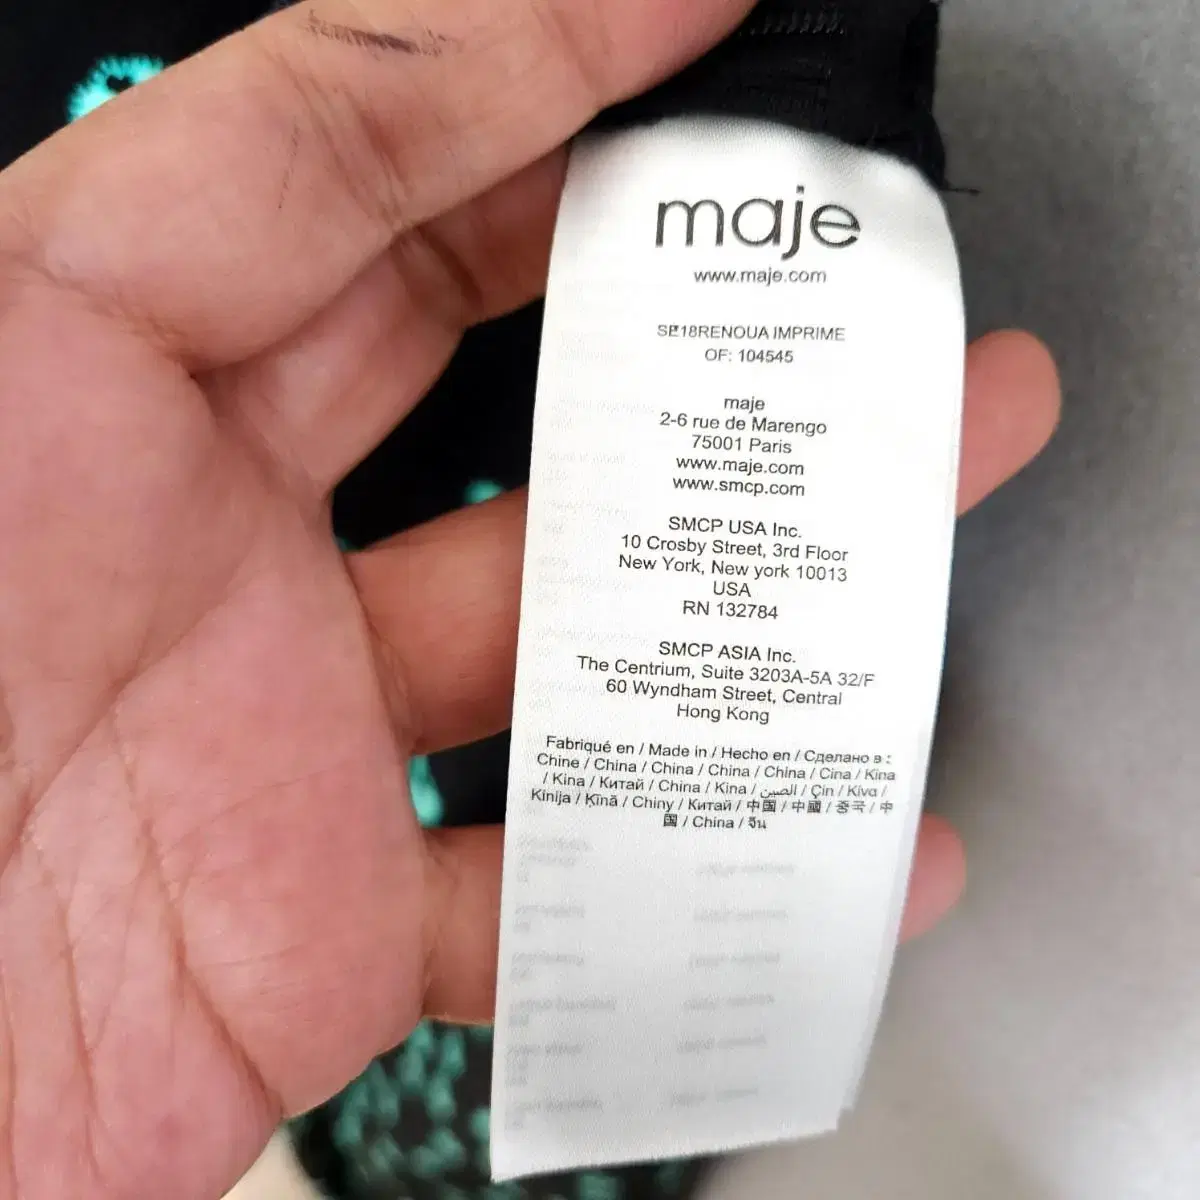 maje
www.maje.com
SE18RENOUA IMPRIME
OF: 104545
maje
2-6 rue de Marengo
75001 Paris
www.maje.com
www.smcp.com
SMCP USA Inc.
10 Crosby Street, 3rd Floor
New York, New york 10013
USA
RN 132784
SMCP ASIA Inc.
The Centrium, Suite 3203A-5A 32/F
60 Wyndham Street, Central
Hong Kong
Fabriqué en / Made in / Hecho en / Сделано в :
Chine / China / China / China / China / Cina / Kina
/ Kina / Китай / China / Kina / الصين / Çin / Κίνα /
Kinija / Ķīnā / Chiny / Китай / 中国 / 中國 / 중국 / 中
国 / China / จีน